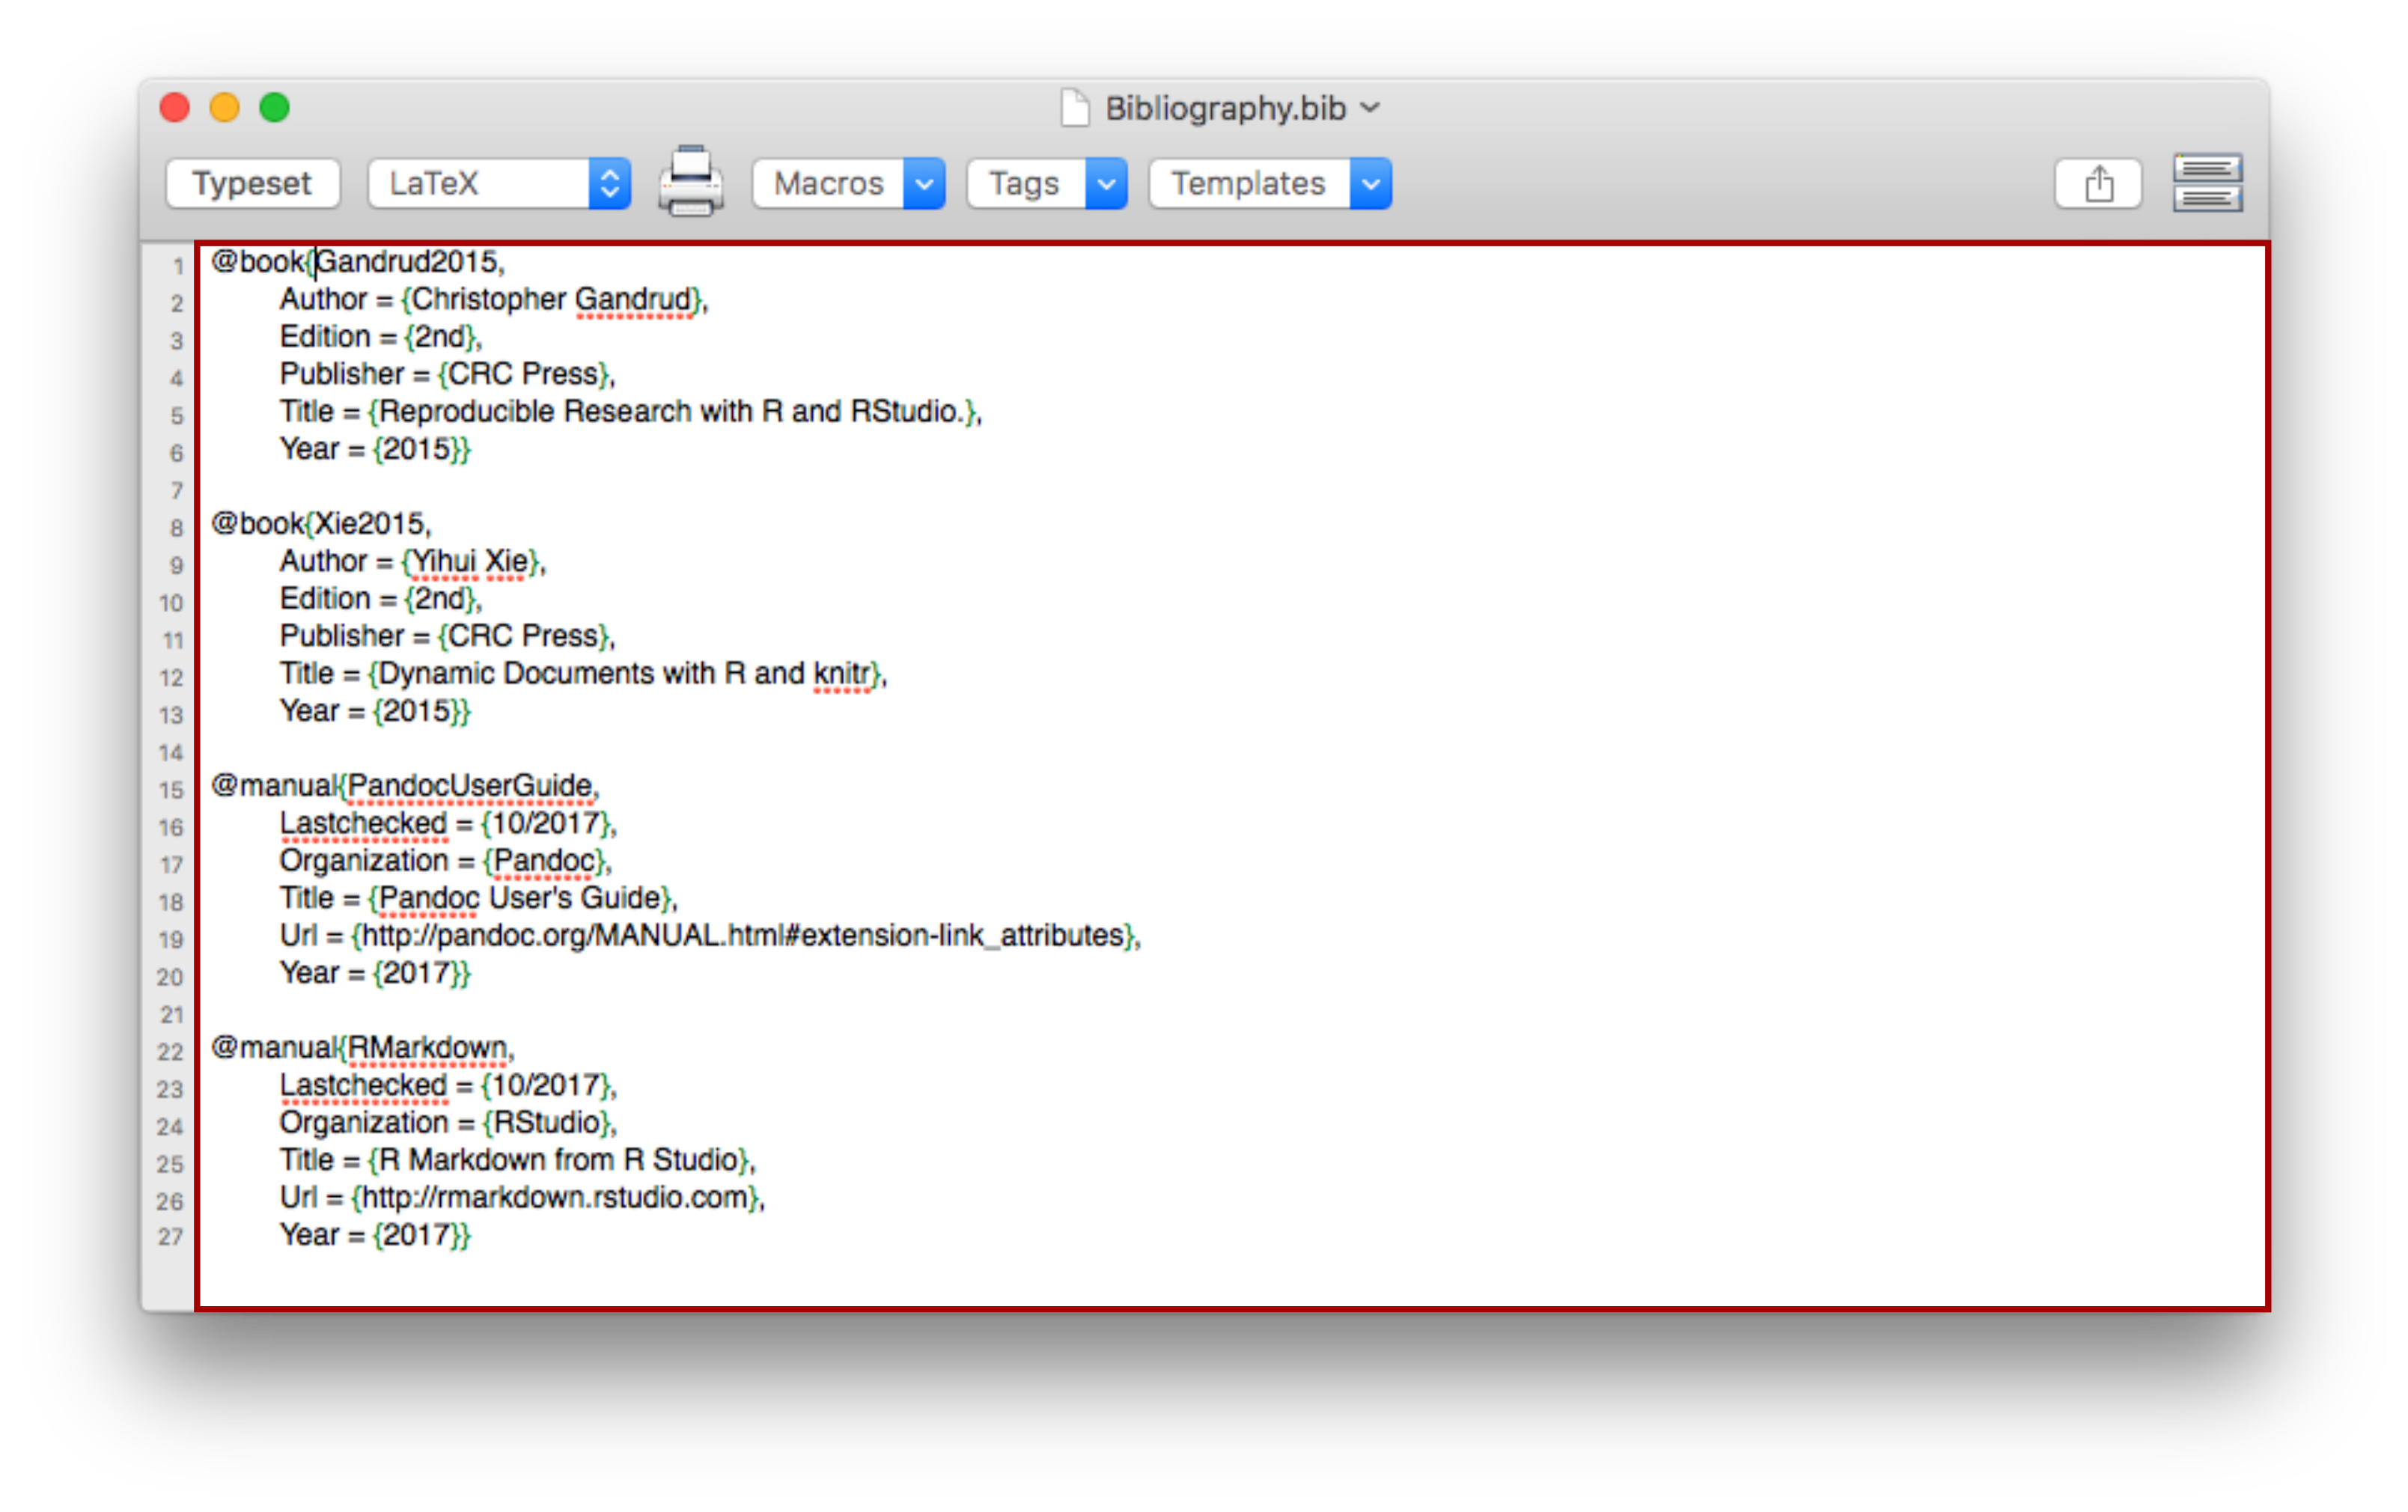 Bibliography.bib
Typeset LaTeX Macros Tags Templates
1 @book{Gandrud2015,
2 Author = {Christopher Gandrud},
3 Edition = {2nd},
4 Publisher = {CRC Press},
5 Title = {Reproducible Research with R and RStudio.},
6 Year = {2015}}
7
8 @book{Xie2015,
9 Author = {Yihui Xie},
10 Edition = {2nd},
11 Publisher = {CRC Press},
12 Title = {Dynamic Documents with R and knitr},
13 Year = {2015}}
14
15 @manual{PandocUserGuide,
16 Lastchecked = {10/2017},
17 Organization = {Pandoc},
18 Title = {Pandoc User's Guide},
19 Url = {http://pandoc.org/MANUAL.html#extension-link_attributes},
20 Year = {2017}}
21
22 @manual{RMarkdown,
23 Lastchecked = {10/2017},
24 Organization = {RStudio},
25 Title = {R Markdown from R Studio},
26 Url = {http://rmarkdown.rstudio.com},
27 Year = {2017}}